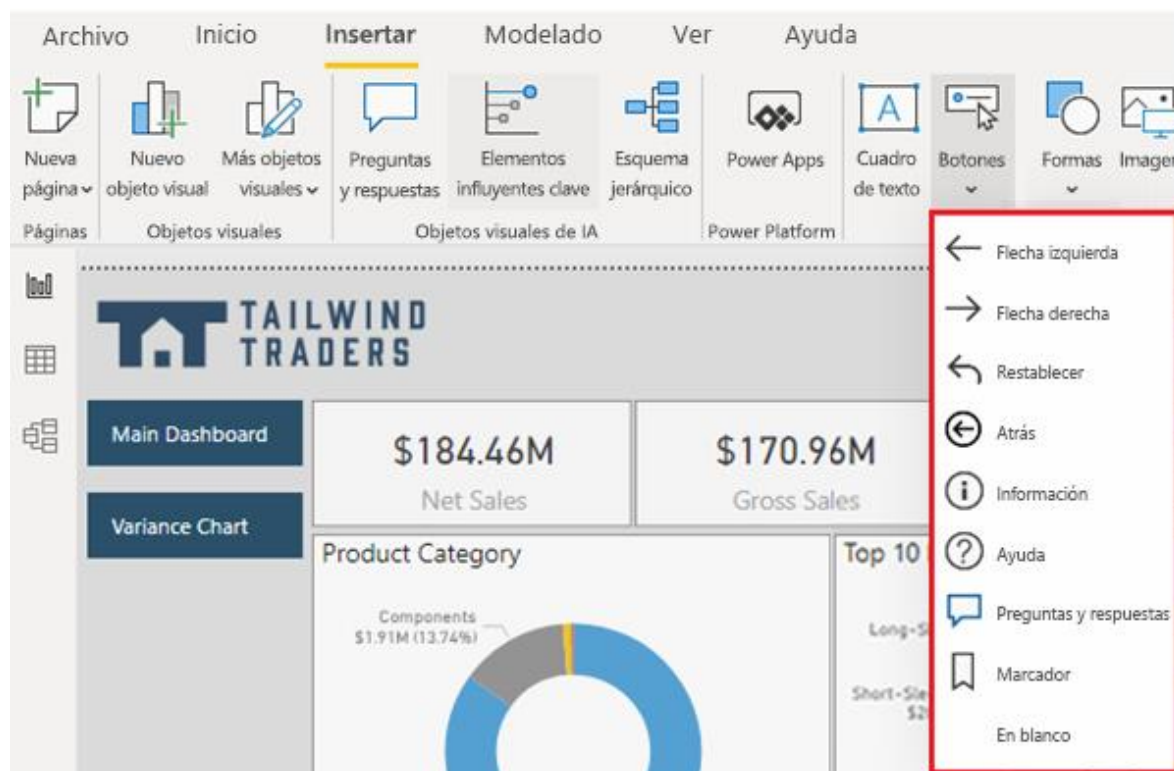 Archivo Inicio Insertar Modelado Ver Ayuda
Nueva página
Nuevo objeto visual
Más objetos visuales
Preguntas y respuestas
Elementos influyentes clave
Esquema jerárquico
Power Apps
Cuadro de texto
Botones
Formas
Imagen
Páginas
Objetos visuales
Objetos visuales de IA
Power Platform
Flecha izquierda
Flecha derecha
Restablecer
Atrás
Información
Ayuda
Preguntas y respuestas
Marcador
En blanco
TAILWIND
TRADERS
Main Dashboard
Variance Chart
$184.46M
Net Sales
$170.96M
Gross Sales
Product Category
Components
$1.91M (13.74%)
Top 10